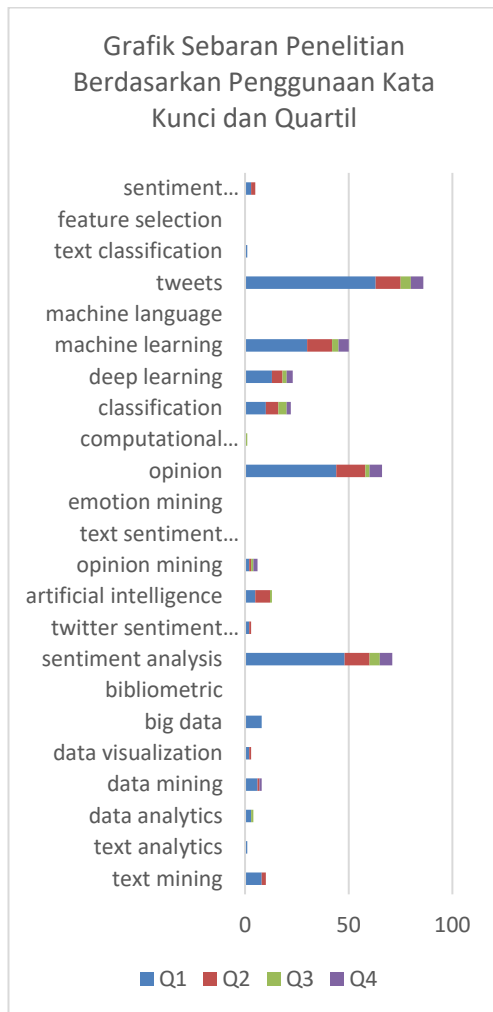 Grafik Sebaran Penelitian
Berdasarkan Penggunaan Kata
Kunci dan Quartil
sentiment...
feature selection
text classification
tweets
machine language
machine learning
deep learning
classification
computational...
opinion
emotion mining
text sentiment...
opinion mining
artificial intelligence
twitter sentiment...
sentiment analysis
bibliometric
big data
data visualization
data mining
data analytics
text analytics
text mining
0 50 100
Q1 Q2 Q3 Q4